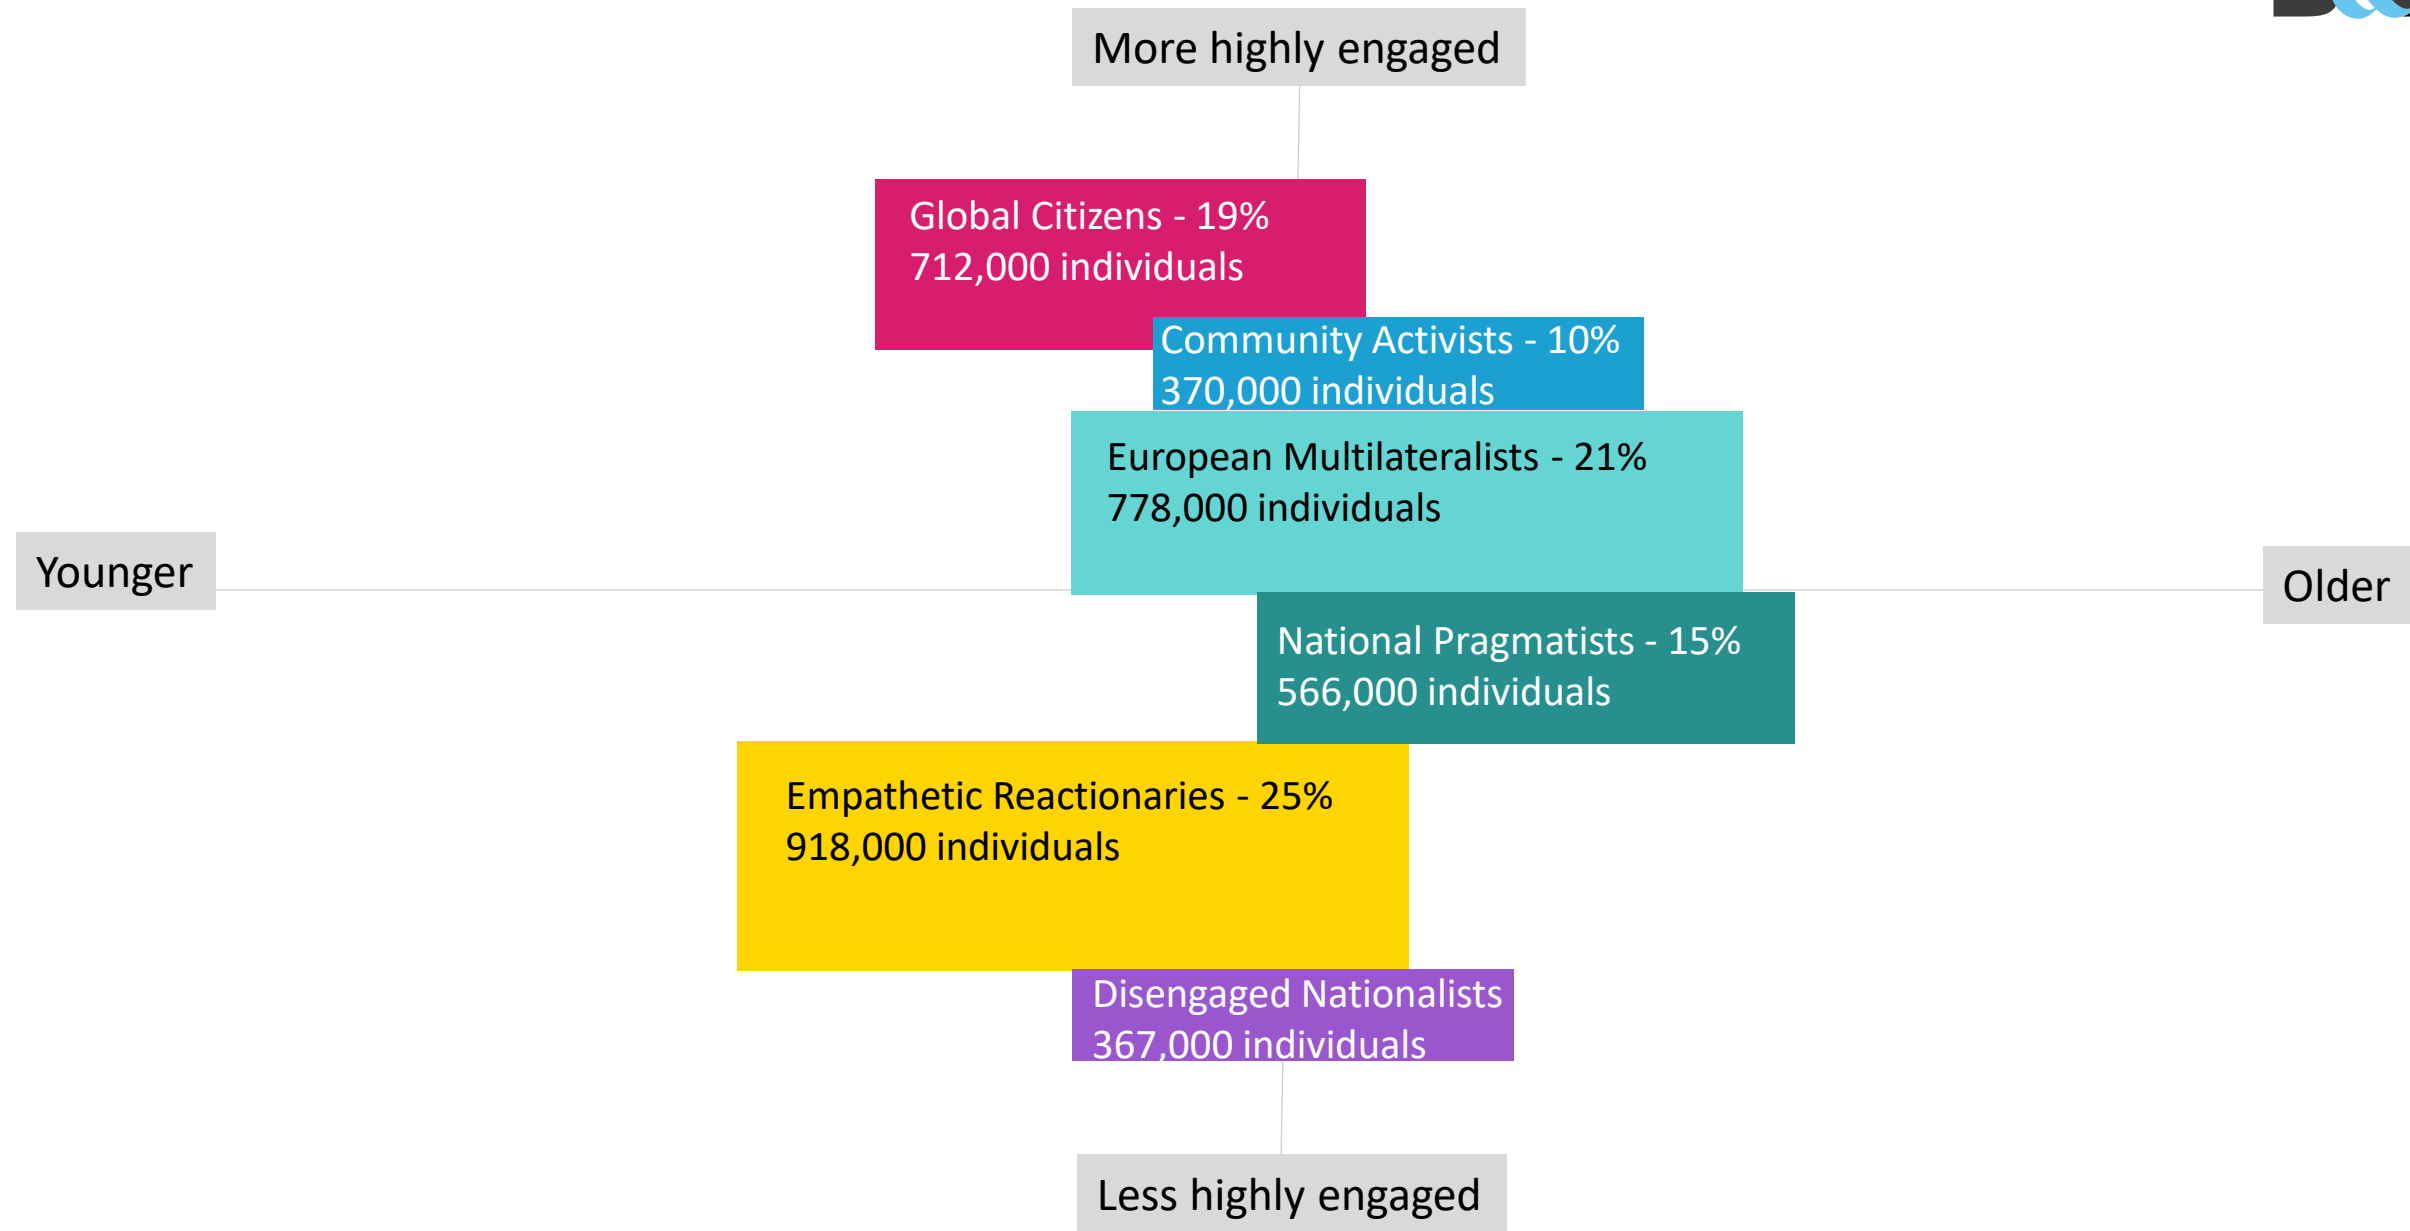 More highly engaged
Global Citizens - 19%
712,000 individuals
Community Activists - 10%
370,000 individuals
European Multilateralists - 21%
778,000 individuals
Younger
Older
National Pragmatists - 15%
566,000 individuals
Empathetic Reactionaries - 25%
918,000 individuals
Disengaged Nationalists
367,000 individuals
Less highly engaged